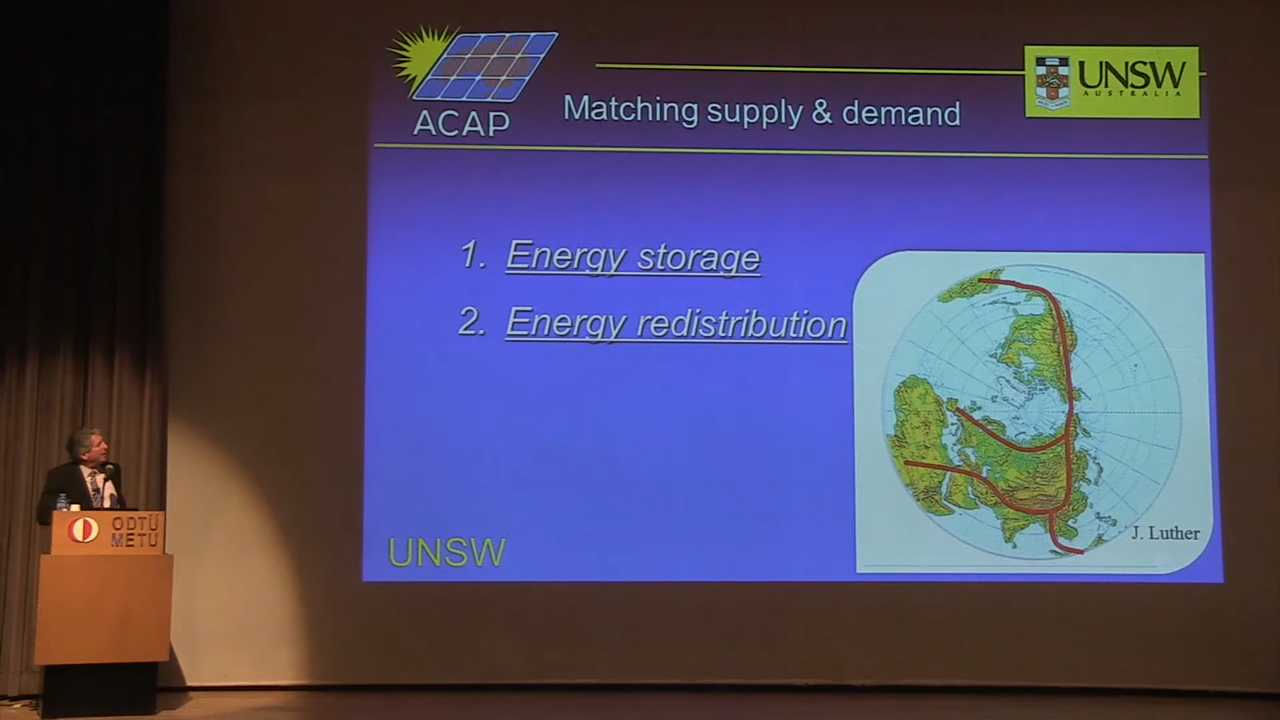 ACAP
Matching supply & demand
UNSW
AUSTRALIA
1. Energy storage
2. Energy redistribution
J. Luther
UNSW
ODTÜ
METU